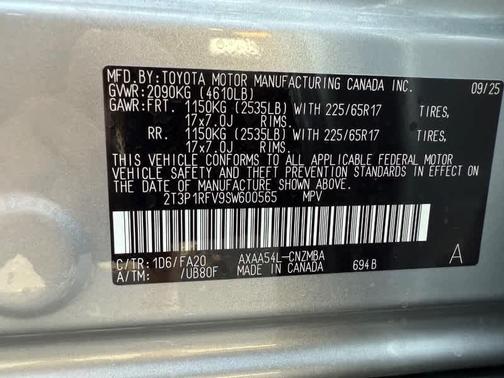 MFD.BY:TOYOTA MOTOR MANUFACTURING CANADA INC. 09/25
GVWR:2090KG (4610LB)
GAWR:FRT. 1150KG (2535LB) WITH 225/65R17 TIRES,
17x7.0J RIMS.
RR. 1150KG (2535LB) WITH 225/65R17 TIRES,
17x7.0J RIMS.
THIS VEHICLE CONFORMS TO ALL APPLICABLE FEDERAL MOTOR
VEHICLE SAFETY AND THEFT PREVENTION STANDARDS IN EFFECT
ON THE DATE OF MANUFACTURE SHOWN ABOVE.
2T3P1RFV9SW600565 MPV
C/TR:1D6/FA20 AXAA54L-CNZMBA A
A/TM: /UB80F MADE IN CANADA 694B